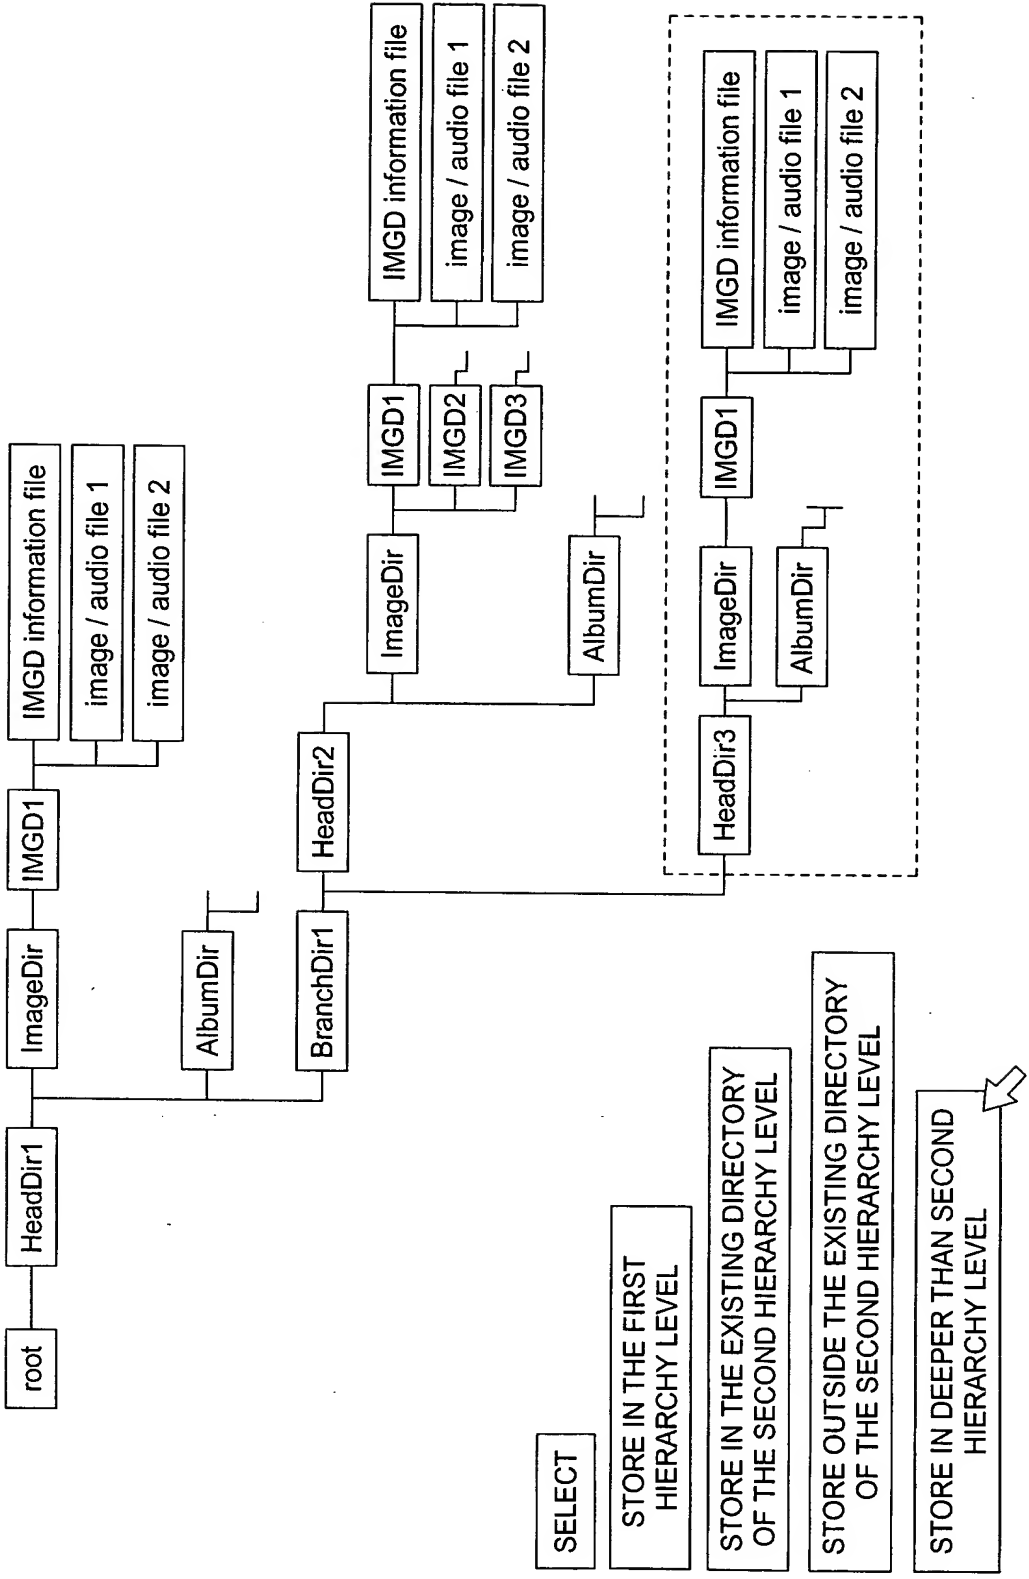 root
HeadDir1
ImageDir
IMGD1
IMGD information file
image / audio file 1
image / audio file 2
AlbumDir
BranchDir1
HeadDir2
ImageDir
IMGD1
IMGD information file
image / audio file 1
image / audio file 2
IMGD2
IMGD3
AlbumDir
HeadDir3
ImageDir
IMGD1
IMGD information file
image / audio file 1
image / audio file 2
AlbumDir
SELECT
STORE IN THE FIRST
HIERARCHY LEVEL
STORE IN THE EXISTING DIRECTORY
OF THE SECOND HIERARCHY LEVEL
STORE OUTSIDE THE EXISTING DIRECTORY
OF THE SECOND HIERARCHY LEVEL
STORE IN DEEPER THAN SECOND
HIERARCHY LEVEL